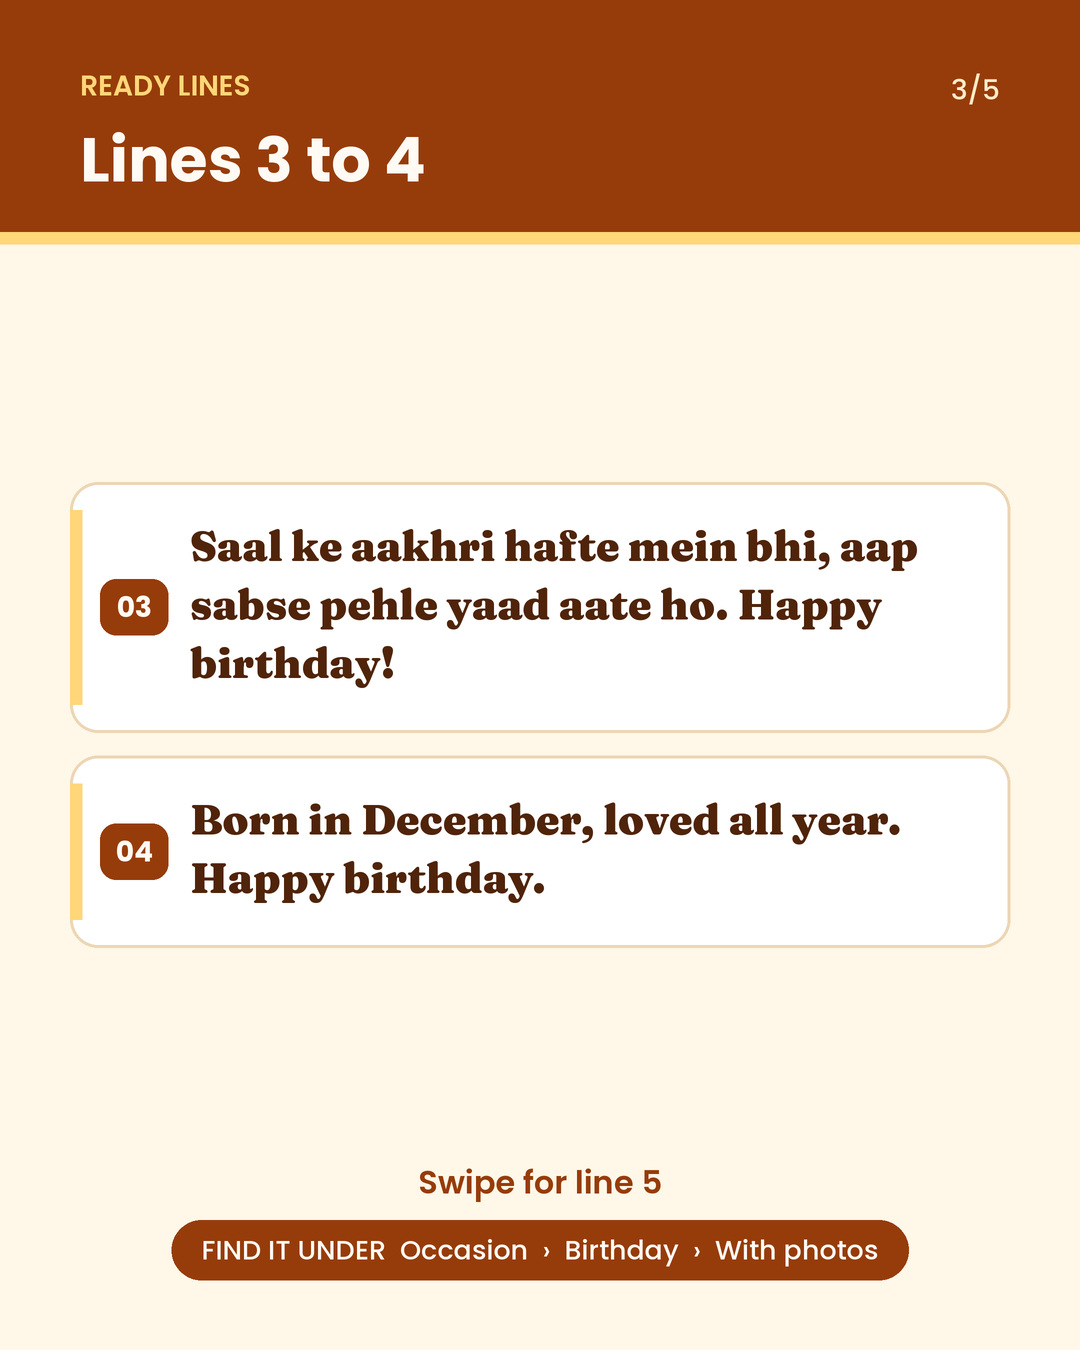 READY LINES
3/5
Lines 3 to 4
03
Saal ke aakhri hafte mein bhi, aap
sabse pehle yaad aate ho. Happy
birthday!
04
Born in December, loved all year.
Happy birthday.
Swipe for line 5
FIND IT UNDER Occasion › Birthday › With photos